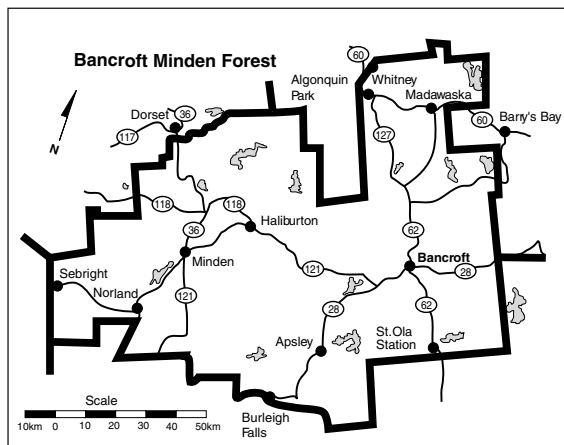 Bancroft Minden Forest
60
Whitney
Algonquin
Park
Madawaska
36
Dorset
117
N
60
Barry's Bay
127
118
118
Haliburton
36
62
Minden
Bancroft
121
28
Sebright
Norland
121
28
62
Apsley
St.Ola
Station
Scale
10km 0 10 20 30 40 50km
Burleigh
Falls